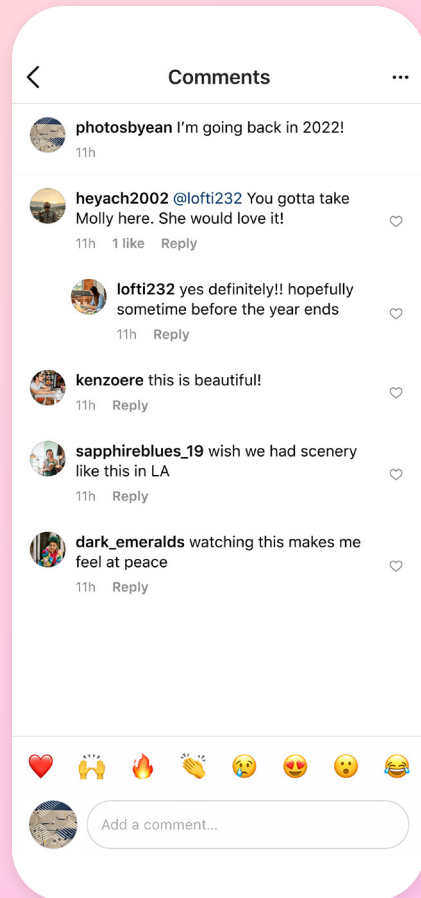 Comments
photosbyean I’m going back in 2022!
11h
heyach2002 @lofti232 You gotta take
Molly here. She would love it!
11h 1 like Reply
lofti232 yes definitely!! hopefully
sometime before the year ends
11h Reply
kenzoere this is beautiful!
11h Reply
sapphireblues_19 wish we had scenery
like this in LA
11h Reply
dark_emeralds watching this makes me
feel at peace
11h Reply
Add a comment...